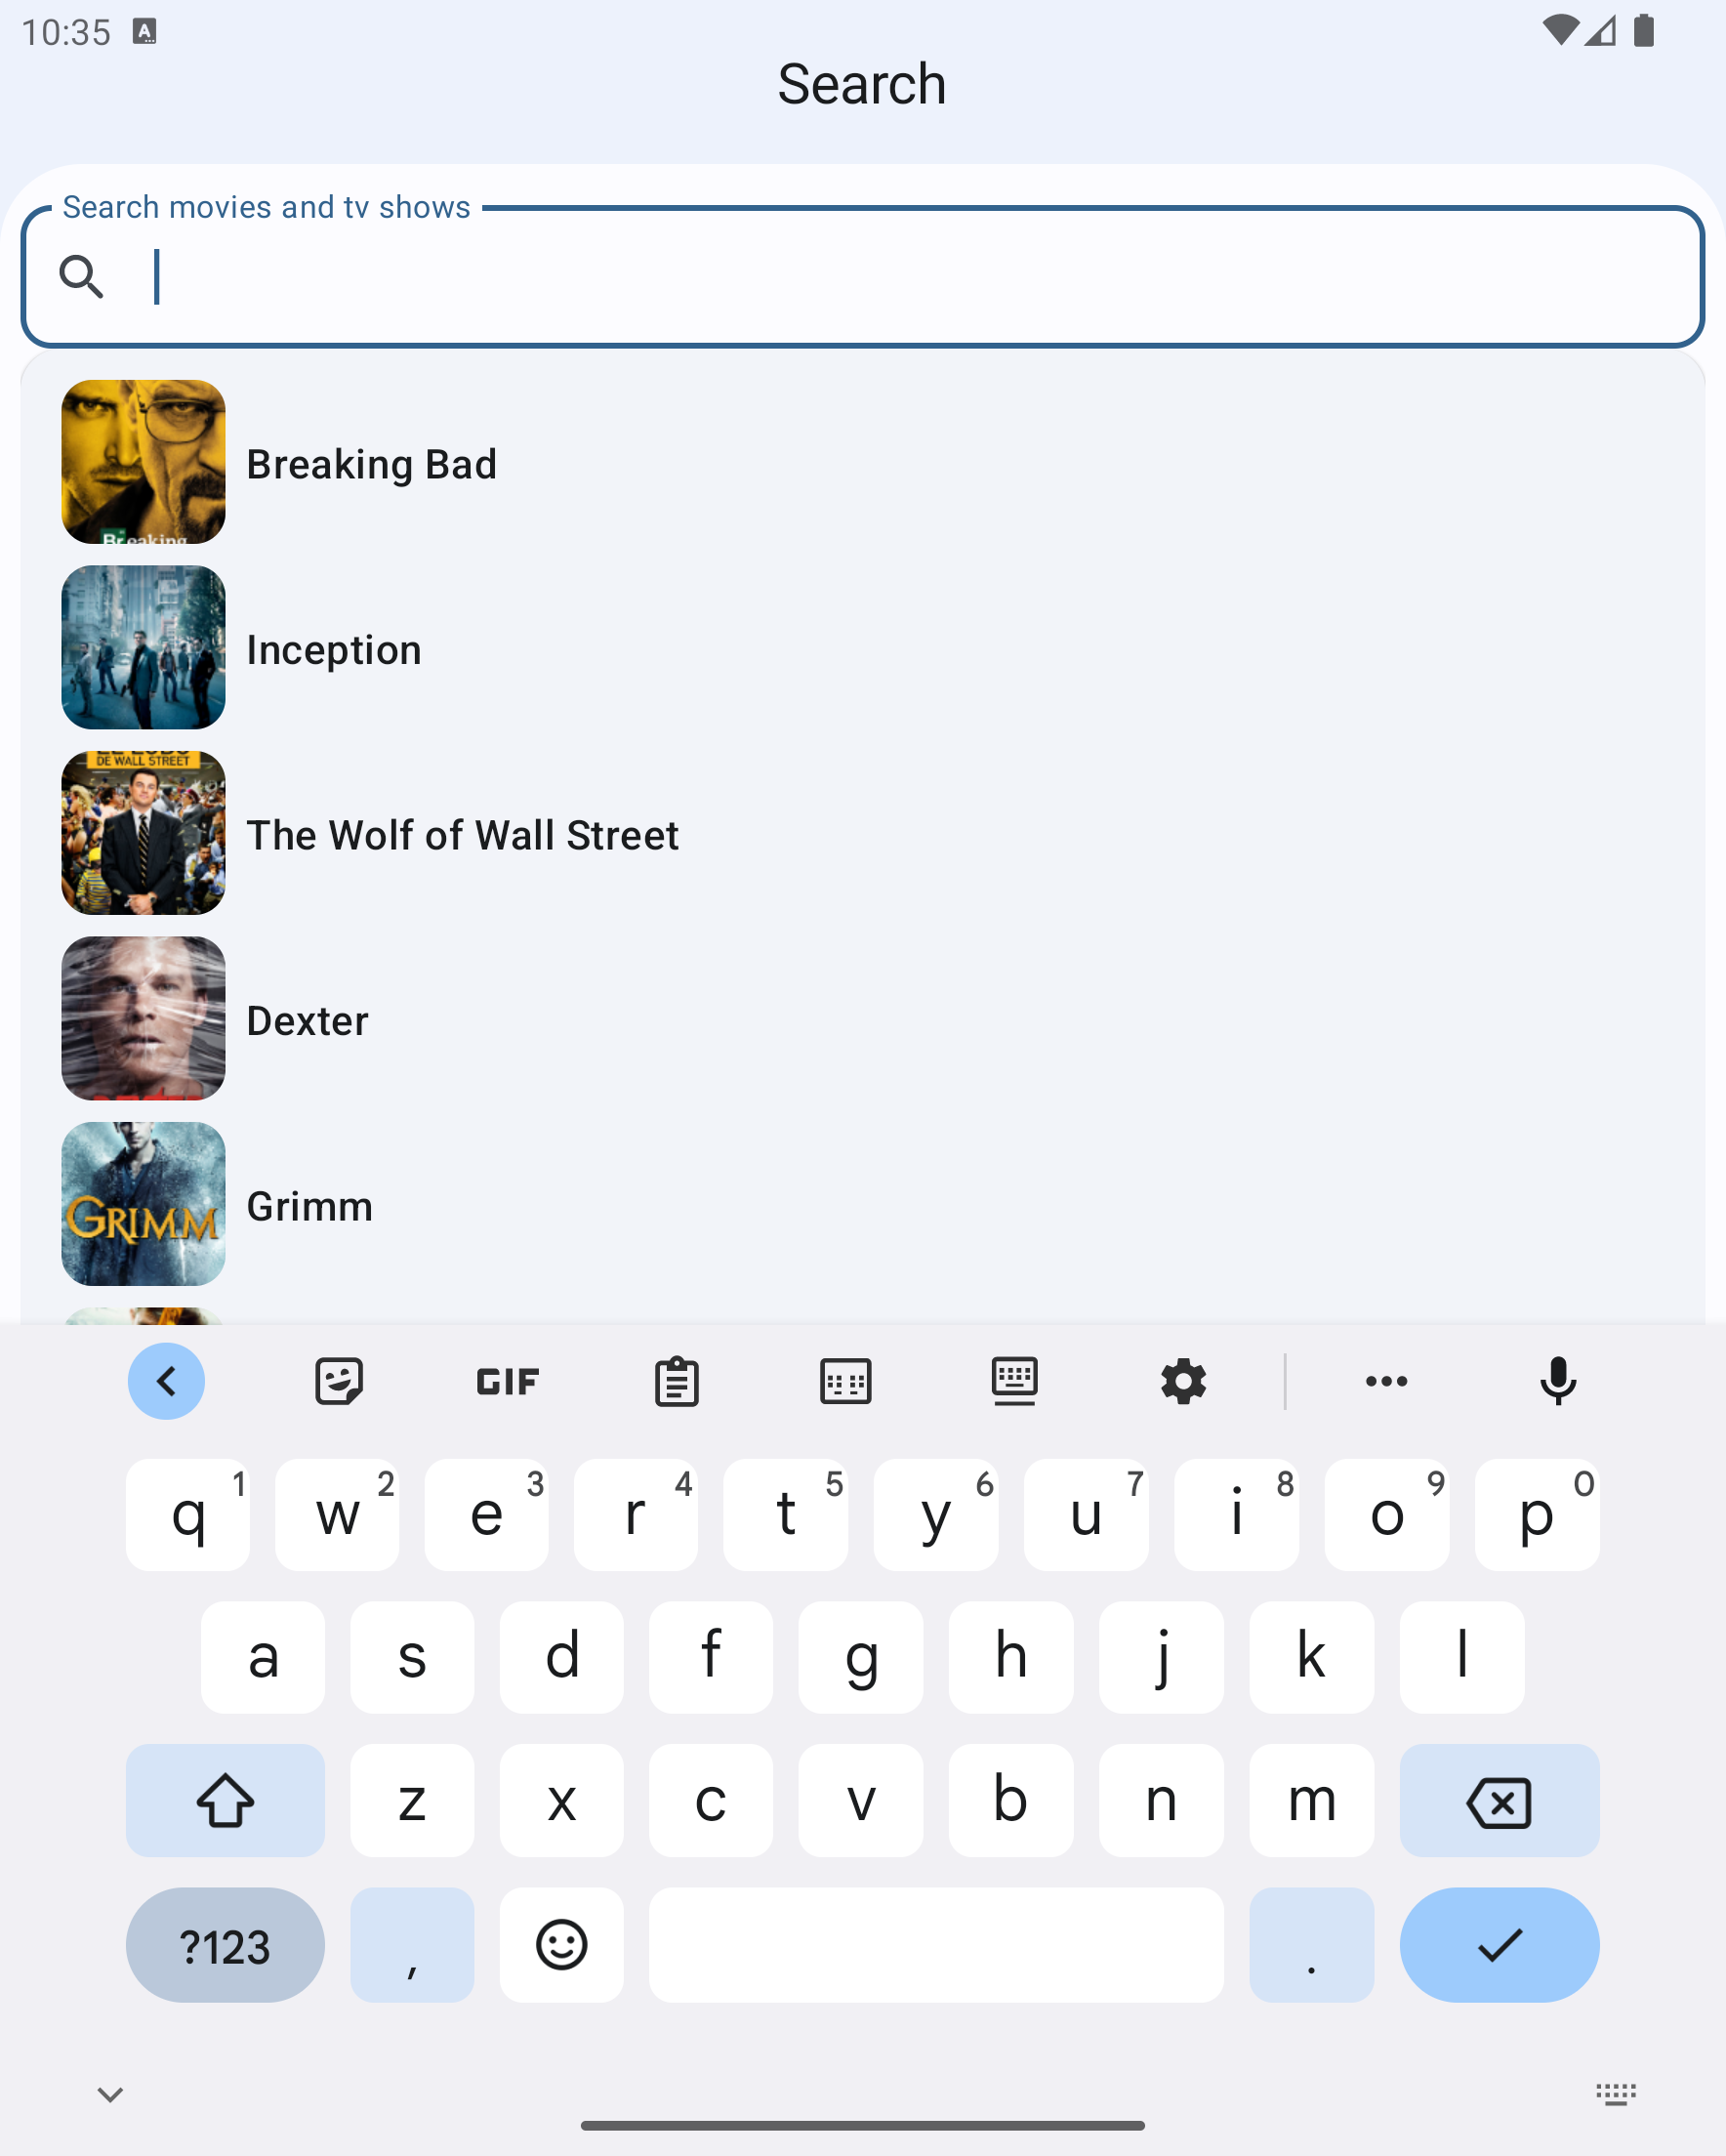 10:35
Search
Search movies and tv shows
Breaking
Breaking Bad
Inception
DE WALL STREET
The Wolf of Wall Street
Dexter
GRIMM
Grimm
GIF
q 1 w 2 e 3 r 4 t 5 y 6 u 7 i 8 o 9 p 0
a s d f g h j k l
z x c v b n m
?123 , .